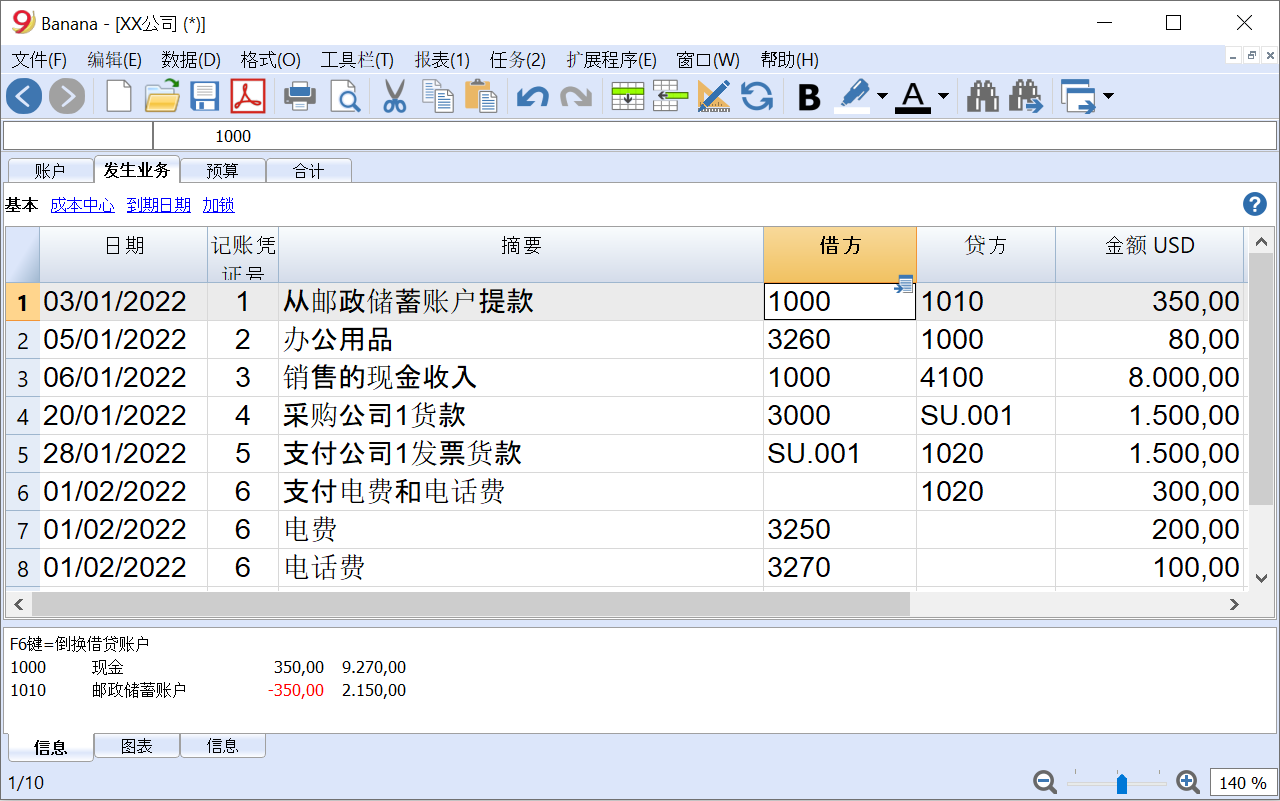 Banana - [XX公司 (*)]
文件(F) 编辑(E) 数据(D) 格式(O) 工具栏(T) 报表(1) 任务(2) 扩展程序(E) 窗口(W) 帮助(H)
B A
1000
账户 发生业务 预算 合计
基本 成本中心 到期日期 加锁 ?
日期 记账凭证号 摘要 借方 贷方 金额 USD
1 03/01/2022 1 从邮政储蓄账户提款 1000 1010 350,00
2 05/01/2022 2 办公用品 3260 1000 80,00
3 06/01/2022 3 销售的现金收入 1000 4100 8.000,00
4 20/01/2022 4 采购公司1货款 3000 SU.001 1.500,00
5 28/01/2022 5 支付公司1发票货款 SU.001 1020 1.500,00
6 01/02/2022 6 支付电费和电话费 1020 300,00
7 01/02/2022 6 电费 3250 200,00
8 01/02/2022 6 电话费 3270 100,00
F6键=倒换借贷账户
1000 现金 350,00 9.270,00
1010 邮政储蓄账户 -350,00 2.150,00
信息 图表 信息
1/10 140 %